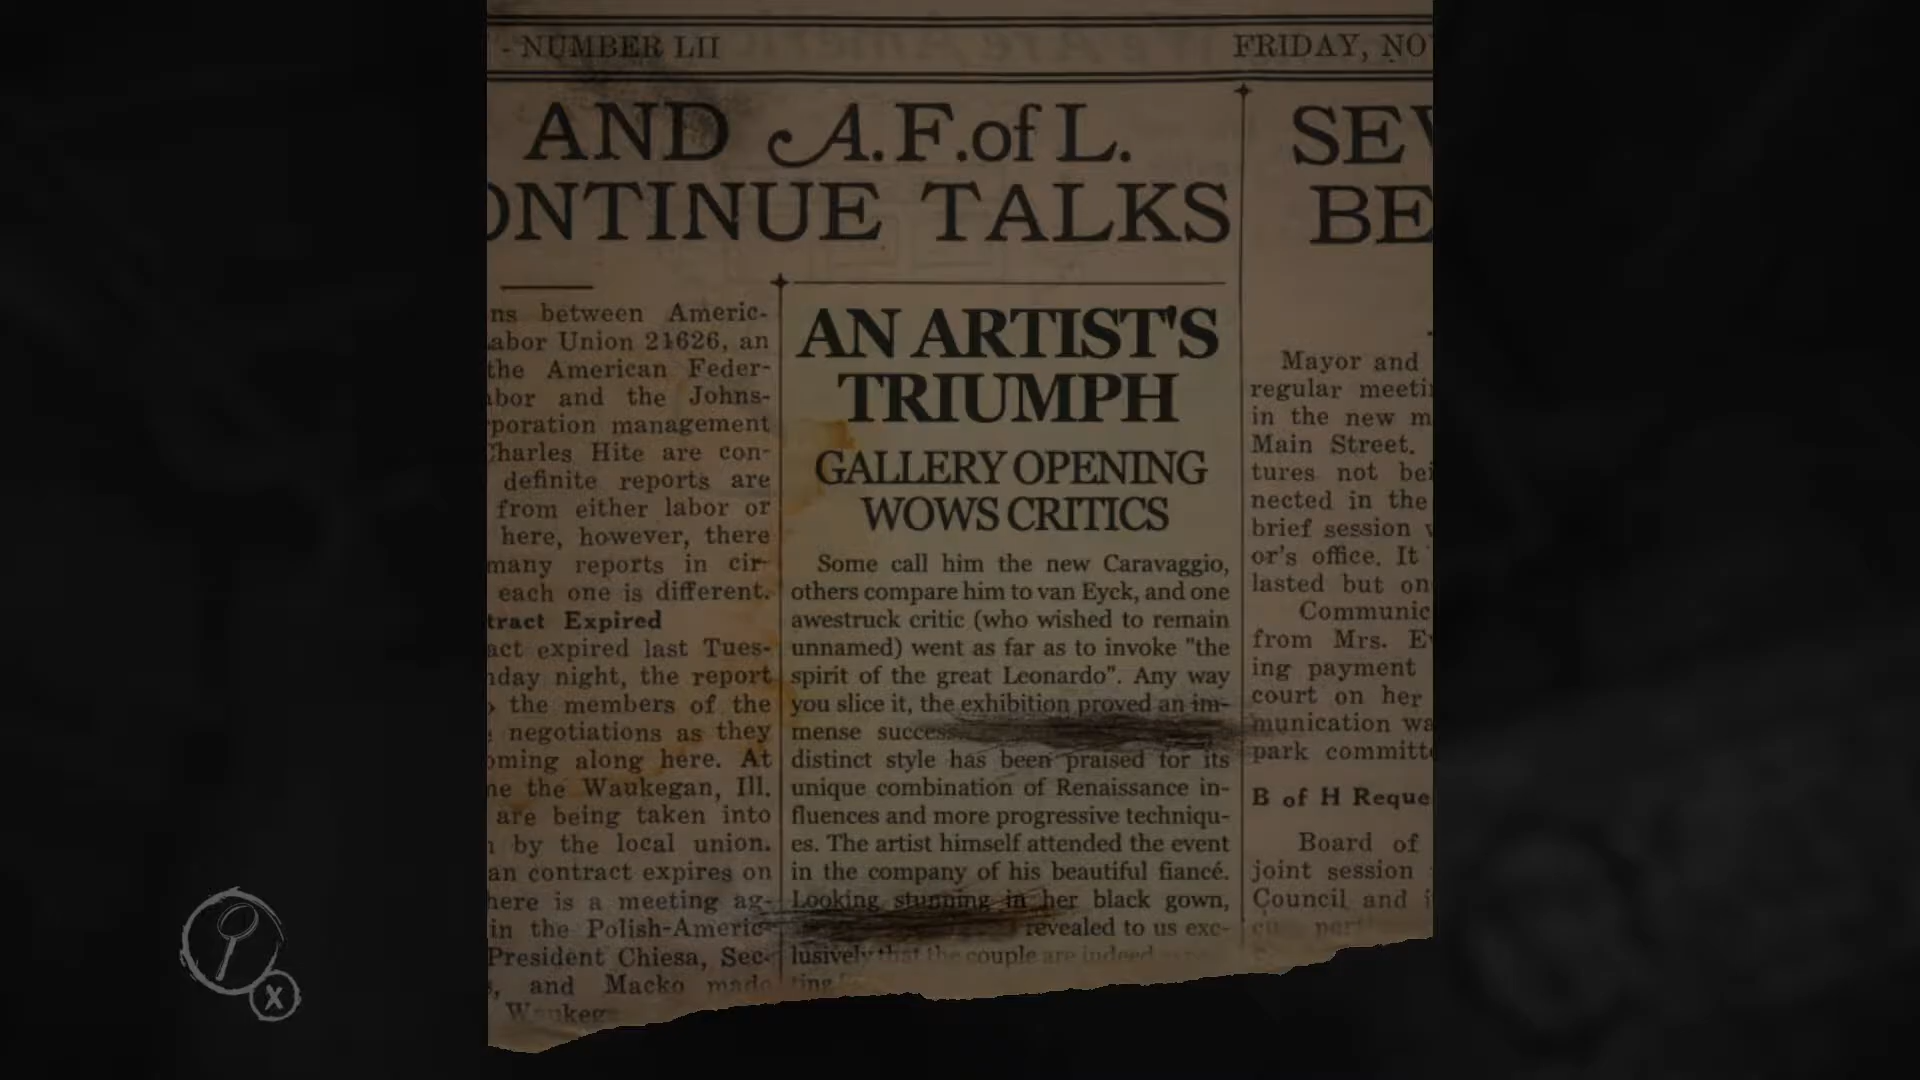 - NUMBER LII
FRIDAY, NO
AND A.F.of L.
ONTINUE TALKS
SE
BE
ns between Americ-
abor Union 21626, an
the American Feder-
bor and the Johns-
poration management
Charles Hite are con-
definite reports are
from either labor or
here, however, there
many reports in cir-
each one is different.
tract Expired
act expired last Tues-
day night, the report
the members of the
negotiations as they
oming along here. At
ne the Waukegan, Ill.
are being taken into
by the local union.
an contract expires on
here is a meeting ag-
in the Polish-Americ-
President Chiesa, Sec-
, and Macko made
Waukeg
AN ARTIST'S
TRIUMPH
GALLERY OPENING
WOWS CRITICS
Some call him the new Caravaggio,
others compare him to van Eyck, and one
awestruck critic (who wished to remain
unnamed) went as far as to invoke "the
spirit of the great Leonardo". Any way
you slice it, the exhibition proved an im-
mense succes
distinct style has been praised for its
unique combination of Renaissance in-
fluences and more progressive techniqu-
es. The artist himself attended the event
in the company of his beautiful fiancé.
Looking stunning in her black gown,
revealed to us exc-
lusively that the couple are indeed
ting
Mayor and
regular meeti
in the new m
Main Street.
tures not bei
nected in the
brief session
or's office. It
lasted but on
Communic
from Mrs. E
ing payment
court on her
munication wa
park committe
B of H Reque
Board of
joint session
Council and i
X